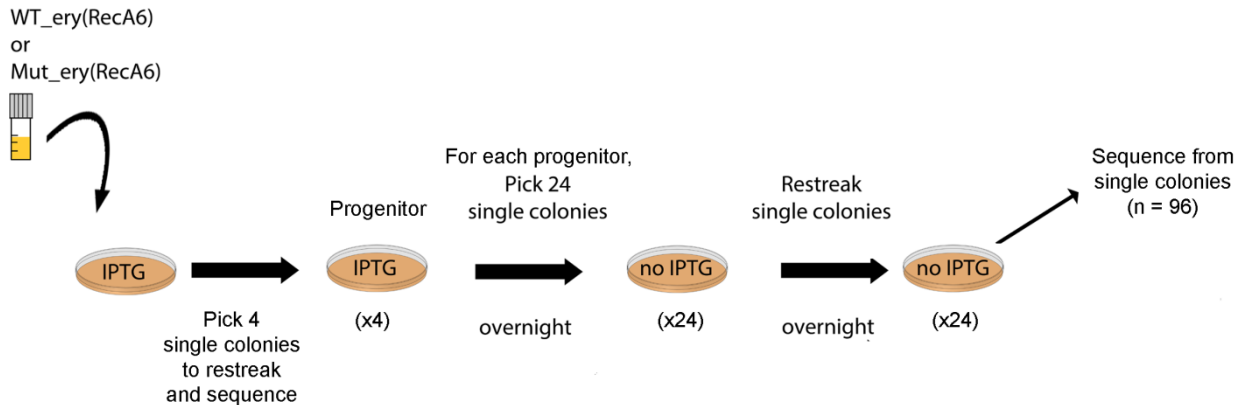 WT_ery(RecA6)
or
Mut_ery(RecA6)
IPTG
Pick 4
single colonies
to restreak
and sequence
Progenitor
IPTG
(x4)
For each progenitor,
Pick 24
single colonies
overnight
no IPTG
(x24)
Restreak
single colonies
overnight
no IPTG
(x24)
Sequence from
single colonies
(n = 96)